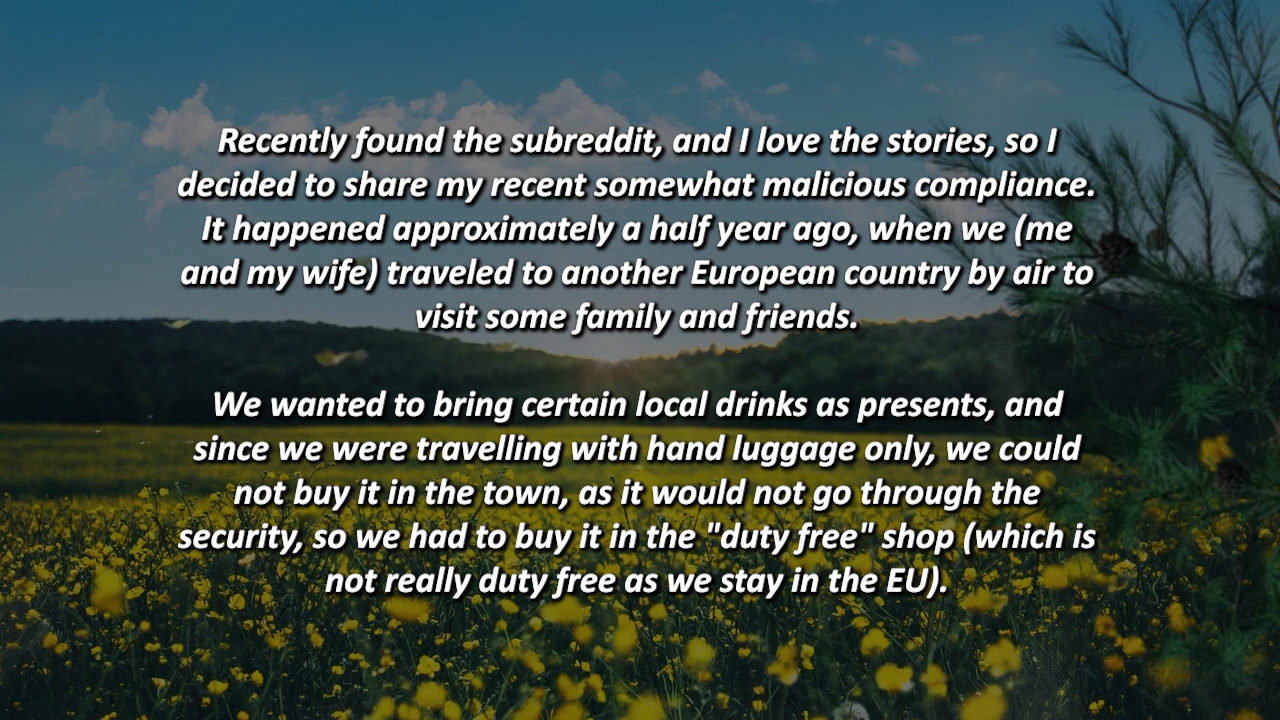 Recently found the subreddit, and I love the stories, so I
decided to share my recent somewhat malicious compliance.
It happened approximately a half year ago, when we (me
and my wife) traveled to another European country by air to
visit some family and friends.
We wanted to bring certain local drinks as presents, and
since we were travelling with hand luggage only, we could
not buy it in the town, as it would not go through the
security, so we had to buy it in the "duty free" shop (which is
not really duty free as we stay in the EU).